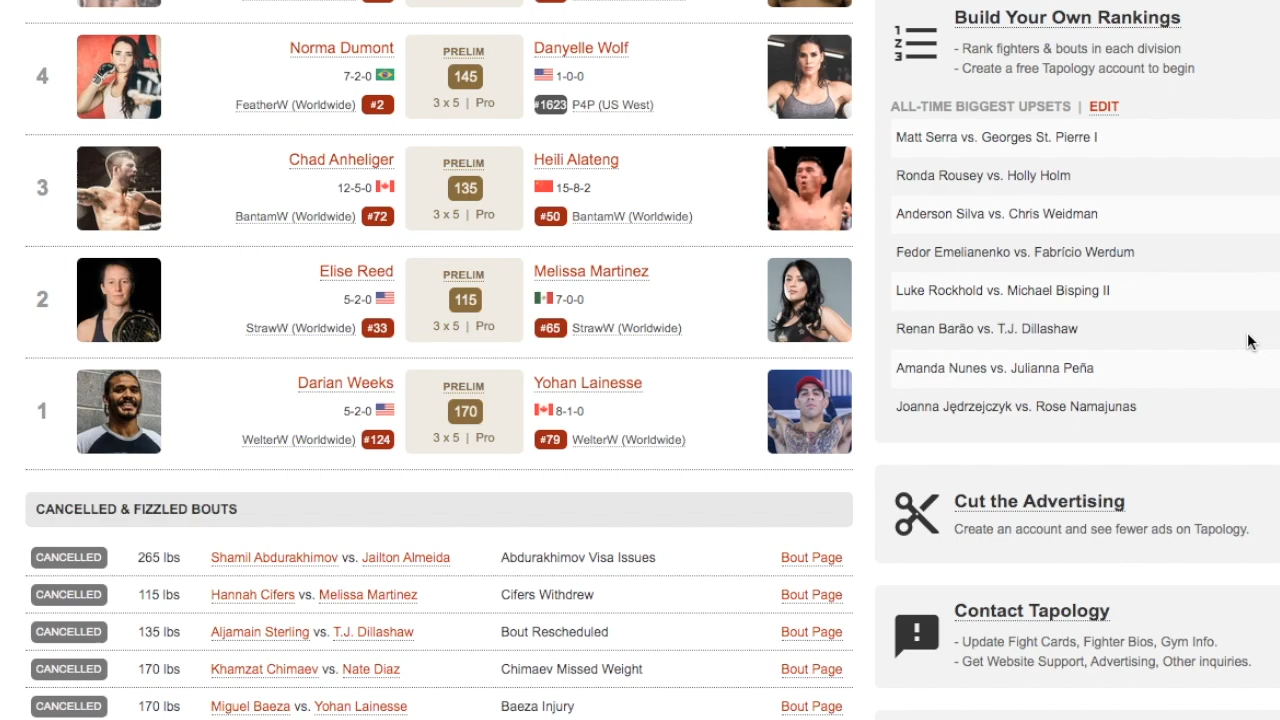 4
Norma Dumont
7-2-0
FeatherW (Worldwide) #2
PRELIM
145
3 x 5 | Pro
Danyelle Wolf
1-0-0
#1623 P4P (US West)
3
Chad Anheliger
12-5-0
BantamW (Worldwide) #72
PRELIM
135
3 x 5 | Pro
Heili Alateng
15-8-2
#50 BantamW (Worldwide)
2
Elise Reed
5-2-0
StrawW (Worldwide) #33
PRELIM
115
3 x 5 | Pro
Melissa Martinez
7-0-0
#65 StrawW (Worldwide)
1
Darian Weeks
5-2-0
WelterW (Worldwide) #124
PRELIM
170
3 x 5 | Pro
Yohan Lainesse
8-1-0
#79 WelterW (Worldwide)
CANCELLED & FIZZLED BOUTS
CANCELLED 265 lbs Shamil Abdurakhimov vs. Jailton Almeida Abdurakhimov Visa Issues Bout Page
CANCELLED 115 lbs Hannah Cifers vs. Melissa Martinez Cifers Withdrew Bout Page
CANCELLED 135 lbs Aljamain Sterling vs. T.J. Dillashaw Bout Rescheduled Bout Page
CANCELLED 170 lbs Khamzat Chimaev vs. Nate Diaz Chimaev Missed Weight Bout Page
CANCELLED 170 lbs Miguel Baeza vs. Yohan Lainesse Baeza Injury Bout Page
Build Your Own Rankings
- Rank fighters & bouts in each division
- Create a free Tapology account to begin
ALL-TIME BIGGEST UPSETS | EDIT
Matt Serra vs. Georges St. Pierre I
Ronda Rousey vs. Holly Holm
Anderson Silva vs. Chris Weidman
Fedor Emelianenko vs. Fabrício Werdum
Luke Rockhold vs. Michael Bisping II
Renan Barão vs. T.J. Dillashaw
Amanda Nunes vs. Julianna Peña
Joanna Jędrzejczyk vs. Rose Namajunas
Cut the Advertising
Create an account and see fewer ads on Tapology.
Contact Tapology
- Update Fight Cards, Fighter Bios, Gym Info.
- Get Website Support, Advertising, Other inquiries.